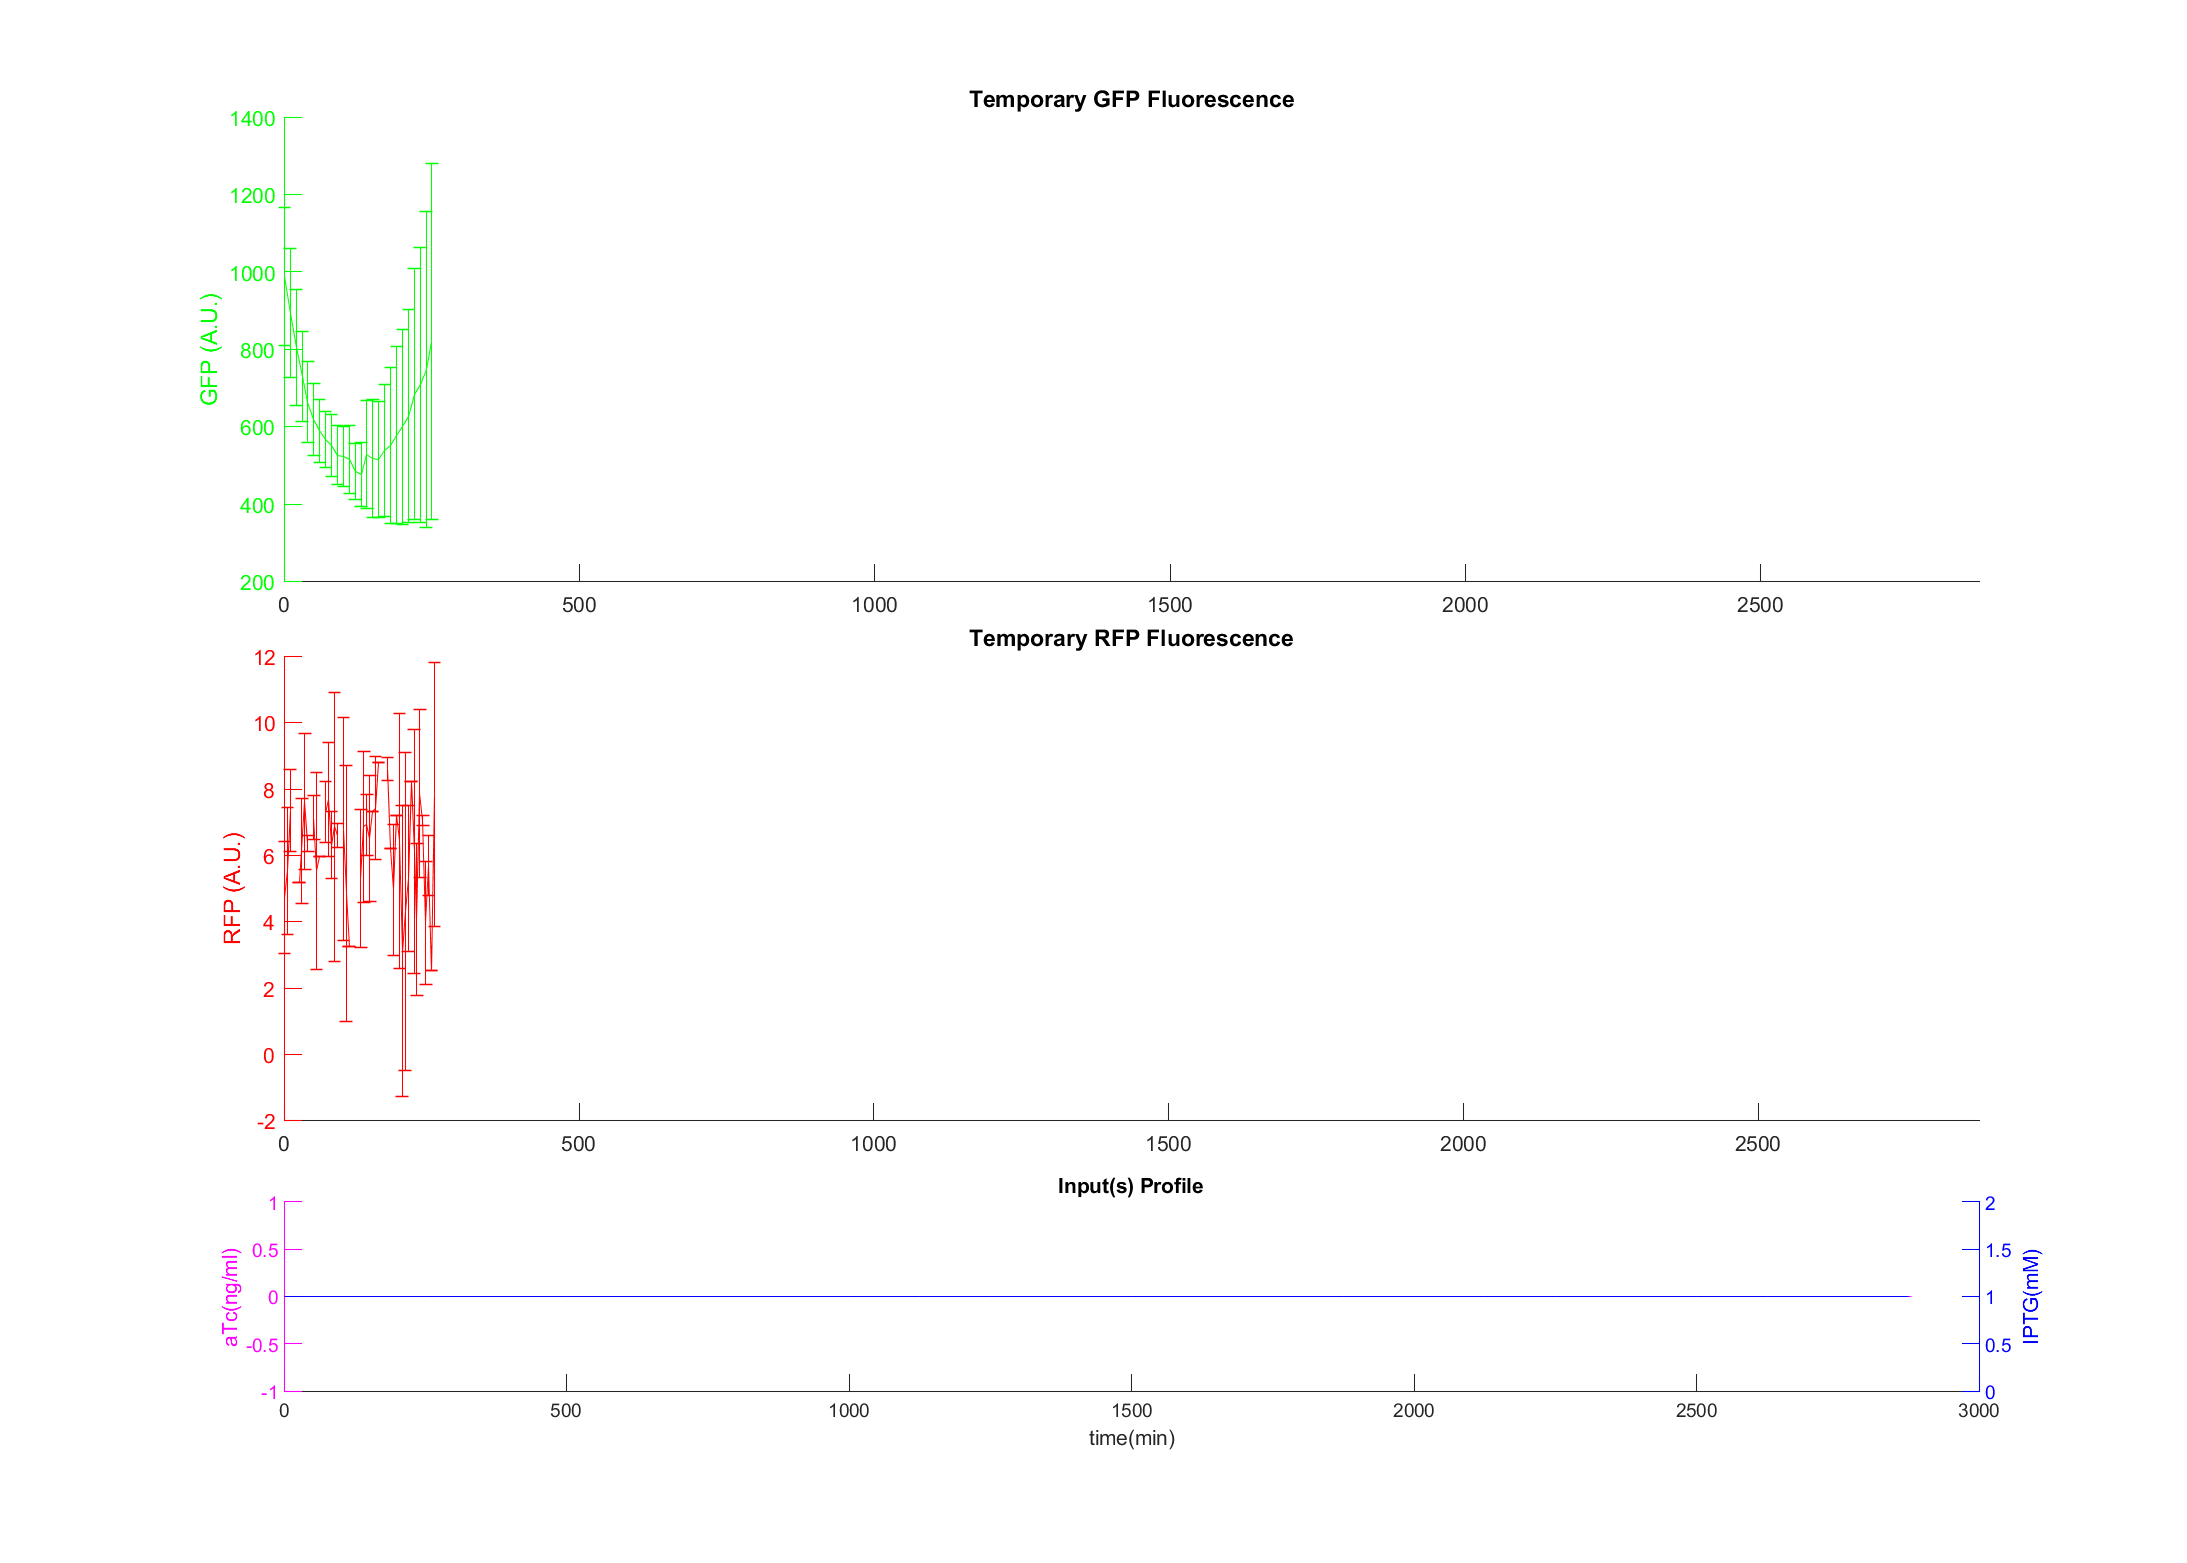 Temporary GFP Fluorescence
GFP (A.U.)
1400
1200
1000
800
600
400
200
0 500 1000 1500 2000 2500
Temporary RFP Fluorescence
RFP (A.U.)
12
10
8
6
4
2
0
-2
0 500 1000 1500 2000 2500
Input(s) Profile
aTc(ng/ml)
1
0.5
0
-0.5
-1
2
1.5
1
0.5
0
IPTG(mM)
0 500 1000 1500 2000 2500 3000
time(min)